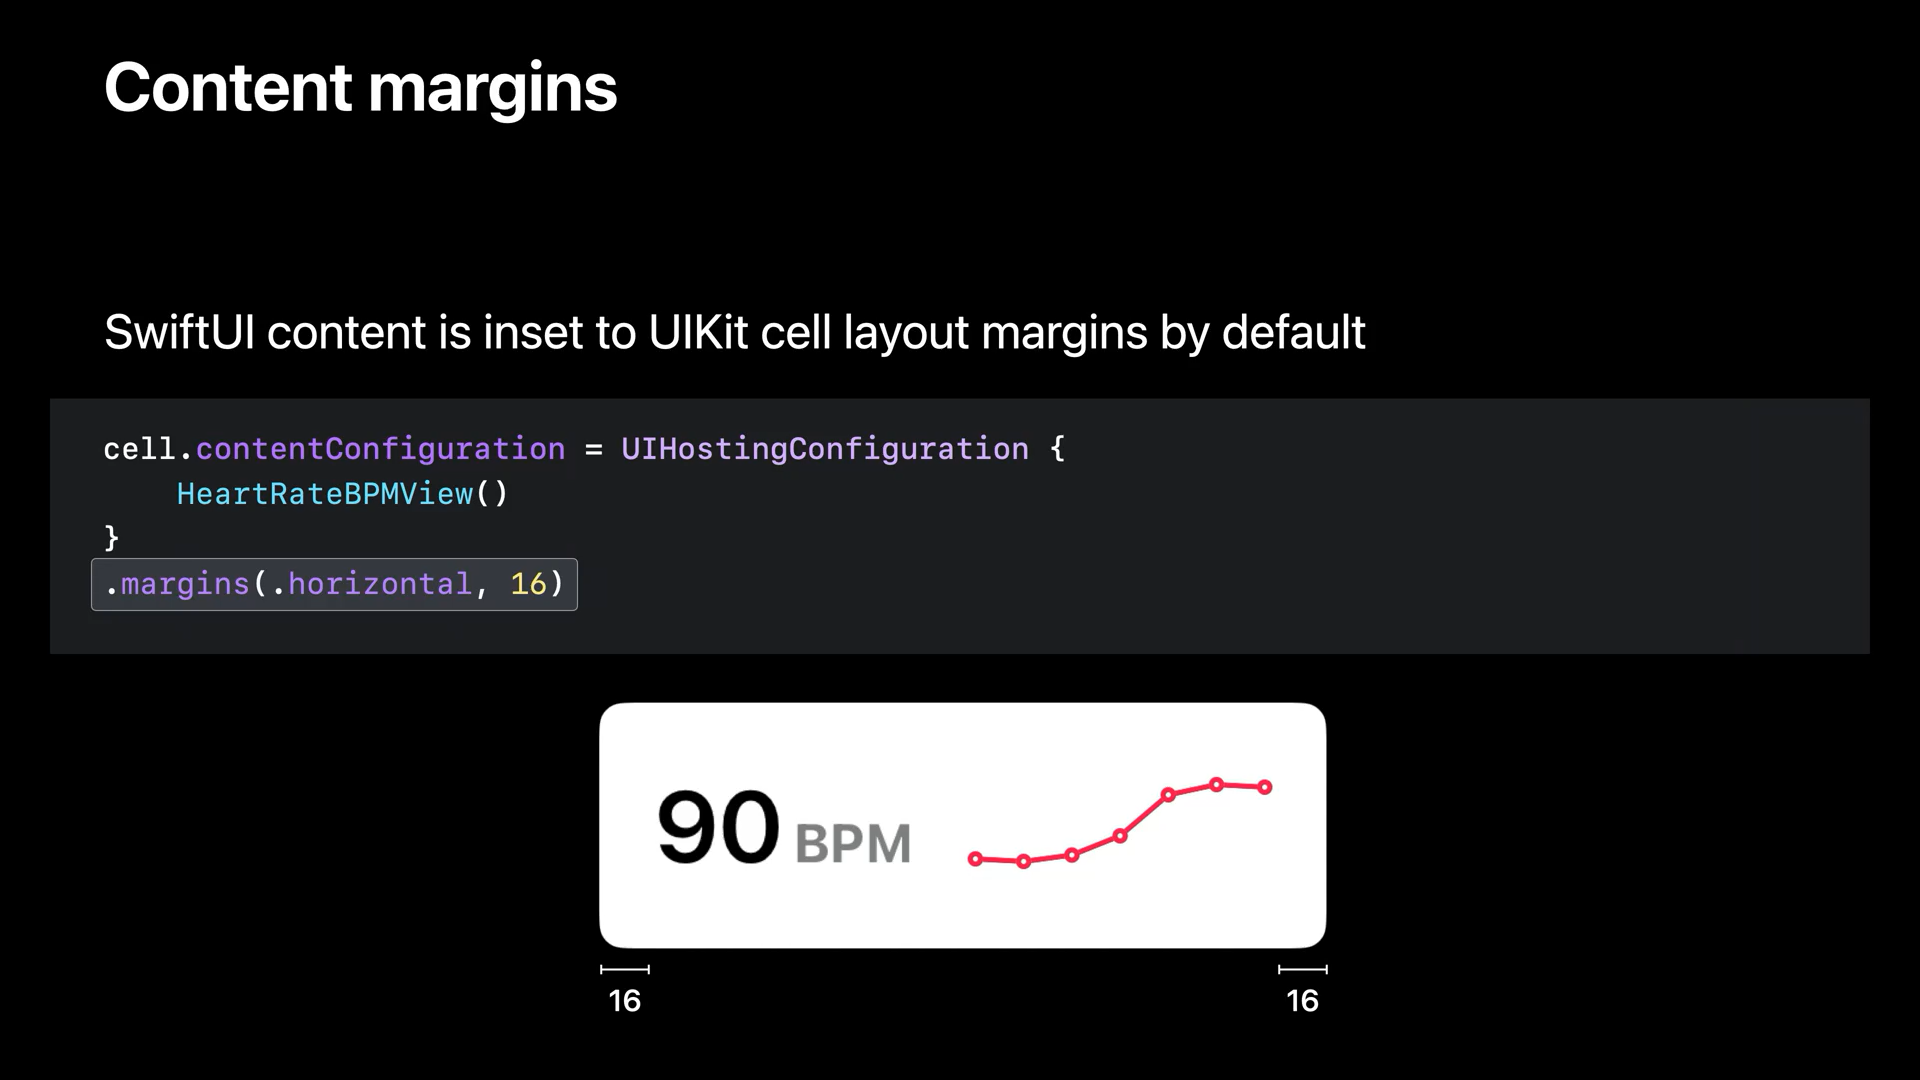 Content margins
SwiftUI content is inset to UIKit cell layout margins by default
cell.contentConfiguration = UIHostingConfiguration {
    HeartRateBPMView()
}
.margins(.horizontal, 16)
90 BPM
16 16